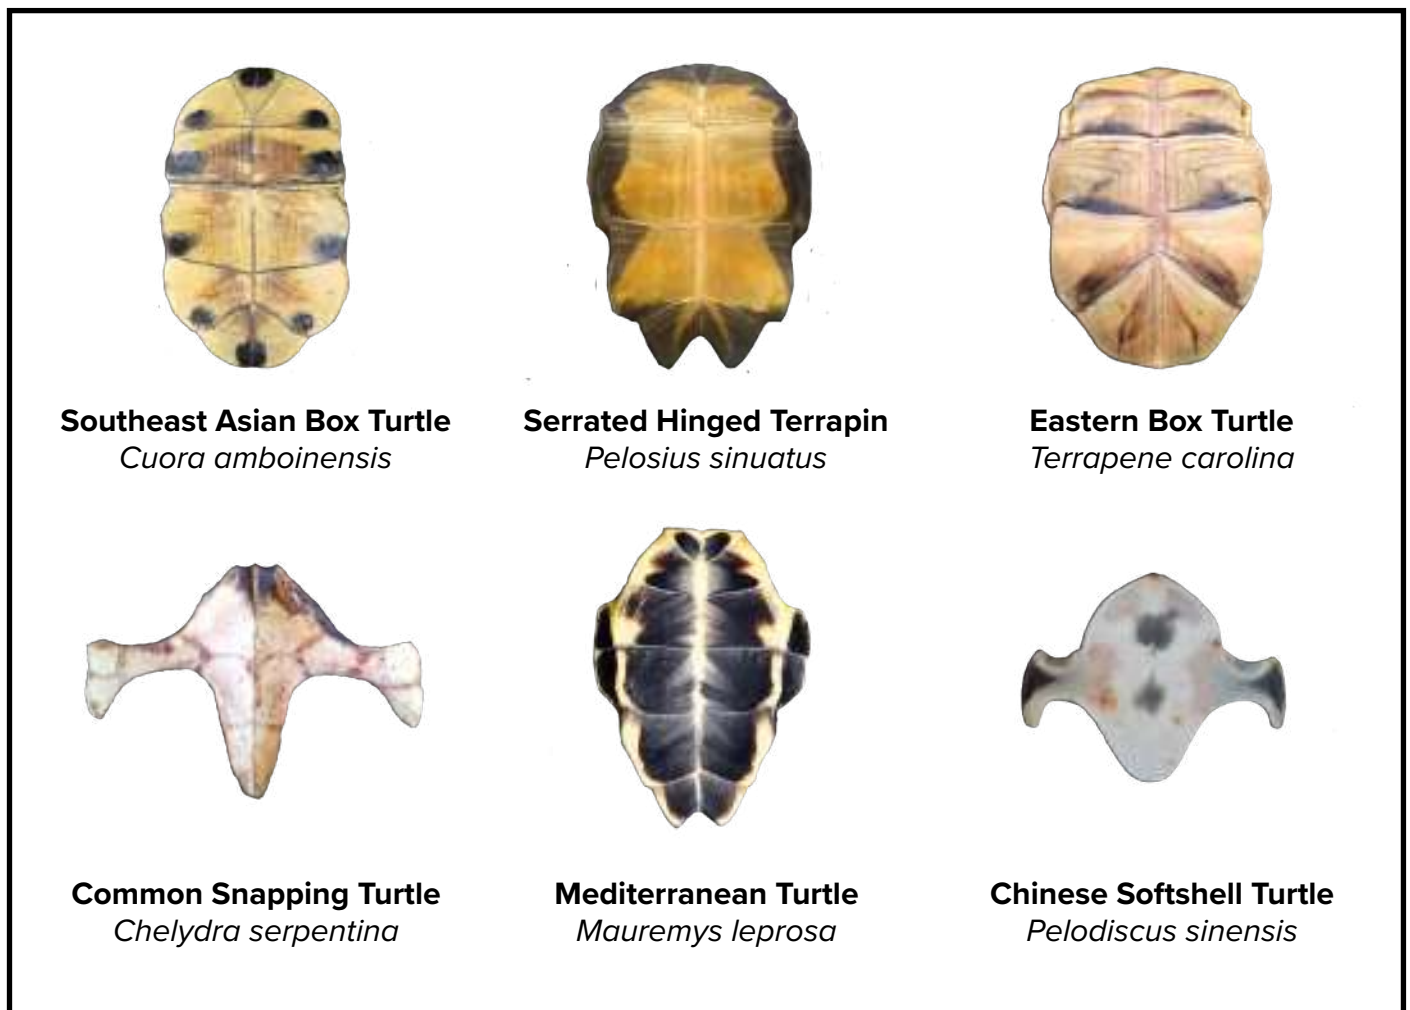 Southeast Asian Box Turtle
Cuora amboinensis
Serrated Hinged Terrapin
Pelosius sinuatus
Eastern Box Turtle
Terrapene carolina
Common Snapping Turtle
Chelydra serpentina
Mediterranean Turtle
Mauremys leprosa
Chinese Softshell Turtle
Pelodiscus sinensis